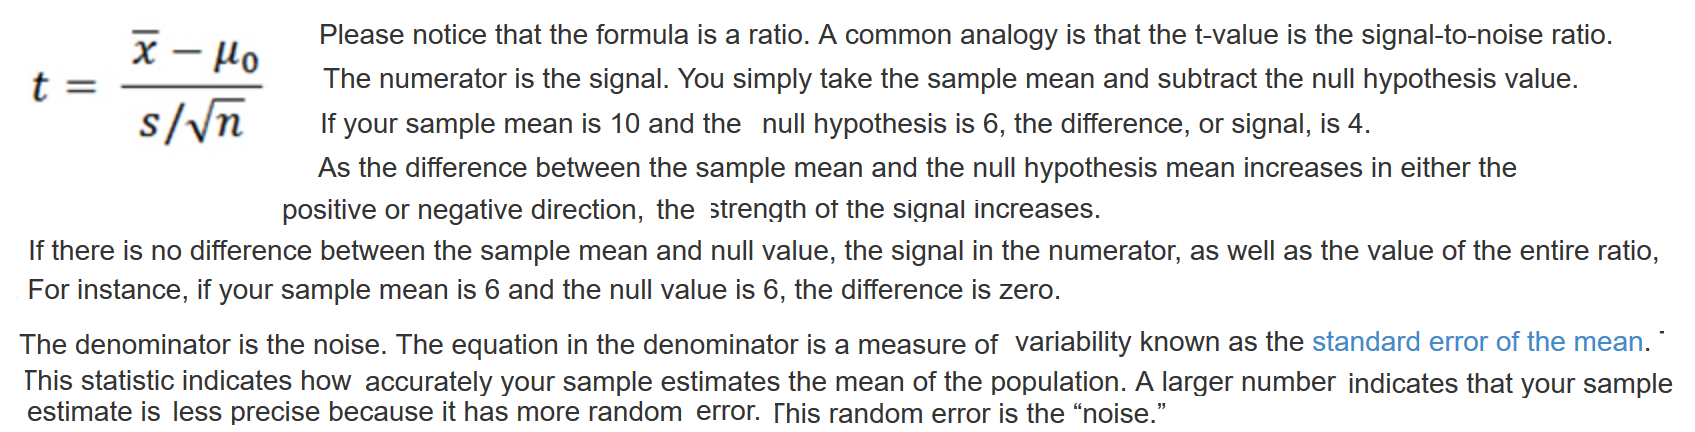 t = x̄ − μ₀ / s/√n
Please notice that the formula is a ratio. A common analogy is that the t-value is the signal-to-noise ratio.
The numerator is the signal. You simply take the sample mean and subtract the null hypothesis value.
If your sample mean is 10 and the null hypothesis is 6, the difference, or signal, is 4.
As the difference between the sample mean and the null hypothesis mean increases in either the
positive or negative direction, the strength of the signal increases.
If there is no difference between the sample mean and null value, the signal in the numerator, as well as the value of the entire ratio,
For instance, if your sample mean is 6 and the null value is 6, the difference is zero.
The denominator is the noise. The equation in the denominator is a measure of variability known as the standard error of the mean.
This statistic indicates how accurately your sample estimates the mean of the population. A larger number indicates that your sample
estimate is less precise because it has more random error. This random error is the “noise.”